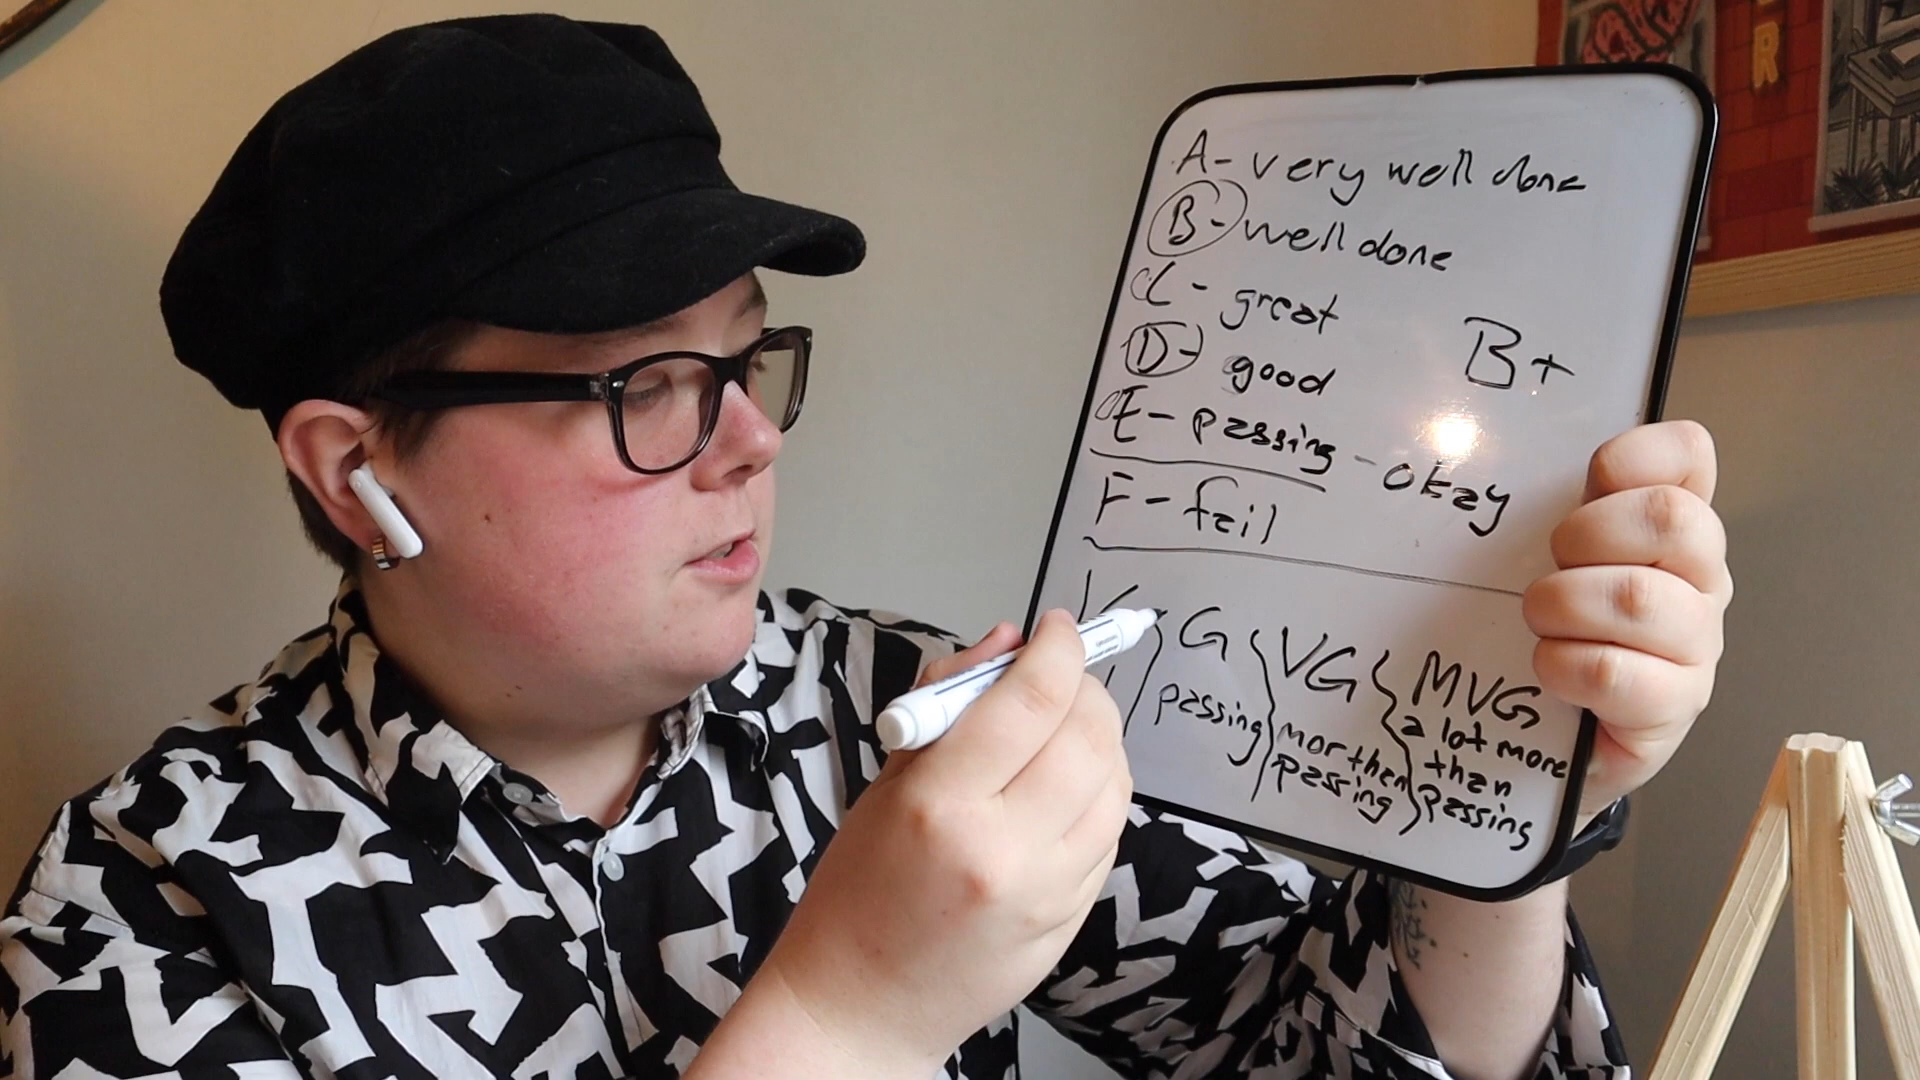 A - very well done
B - well done
C - great
D - good
B+
E - passing - okay
F - fail
G VG MVG
passing
mor than passing
a lot more than passing